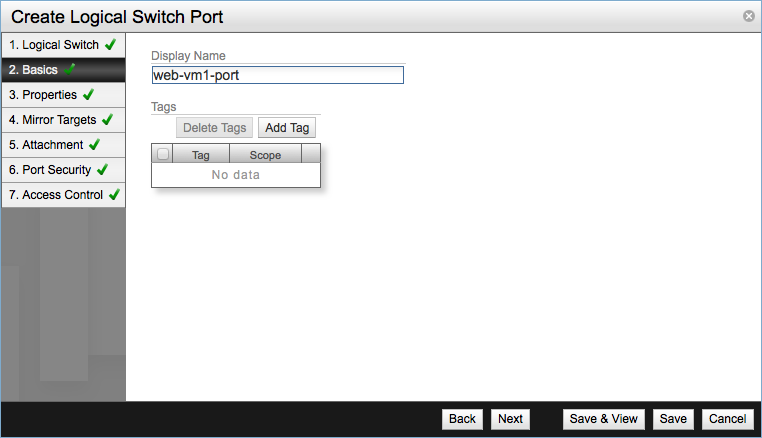 Create Logical Switch Port
1. Logical Switch
2. Basics
3. Properties
4. Mirror Targets
5. Attachment
6. Port Security
7. Access Control
Display Name
web-vm1-port
Tags
Delete Tags Add Tag
Tag Scope
No data
Back Next Save & View Save Cancel